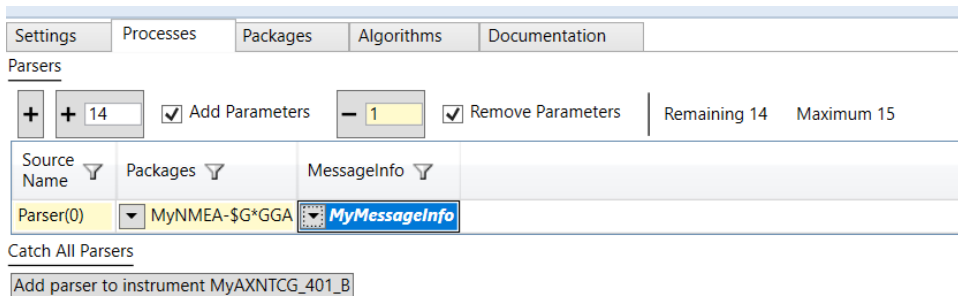 Settings Processes Packages Algorithms Documentation
Parsers
+ + 14 Add Parameters − 1 Remove Parameters Remaining 14 Maximum 15
Source Name Packages MessageInfo
Parser(0) MyNMEA-$G*GGA MyMessageInfo
Catch All Parsers
Add parser to instrument MyAXNTCG_401_B